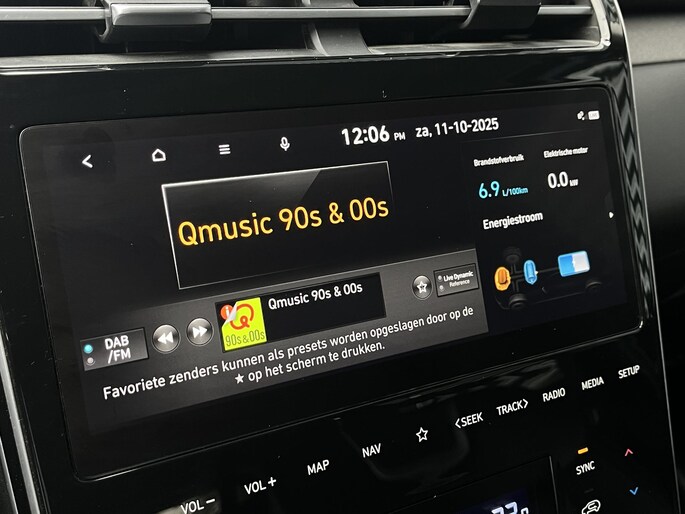 12:06 PM za, 11-10-2025
Qmusic 90s & 00s
Brandstofverbruik
6.9 L/100km
Elektrische motor
0.0 kW
Energiestroom
DAB
/FM
Q
90s&00s
Qmusic 90s & 00s
Live Dynamic
Reference
Favoriete zenders kunnen als presets worden opgeslagen door op de
★ op het scherm te drukken.
VOL −
VOL +
MAP
NAV
☆
<SEEK
TRACK>
RADIO
MEDIA
SETUP
SYNC